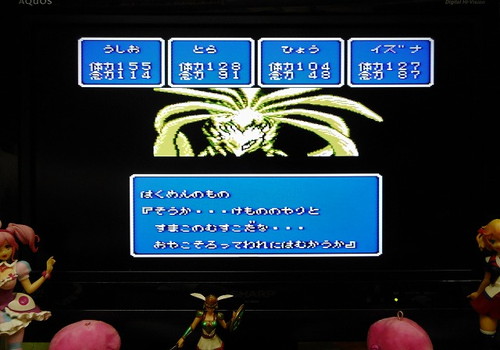 AQUOS
Digital Hi-Vision
うしお とら ひょう イズナ
体力155 体力128 体力104 体力127
念力114 念力 91 念力 48 念力 87
はくめんのもの
『そうか・・・けもののやりと
すまこのむすこだな・・・
おやこそろってわれにはむかうか』